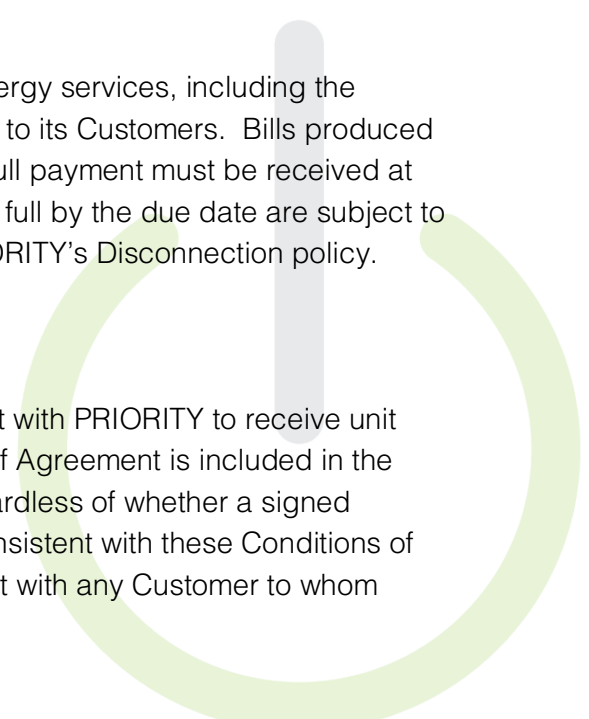 ergy services, including the
to its Customers.  Bills produced
ull payment must be received at
full by the due date are subject to
ORITY's Disconnection policy.
t with PRIORITY to receive unit
f Agreement is included in the
ardless of whether a signed
nsistent with these Conditions of
t with any Customer to whom